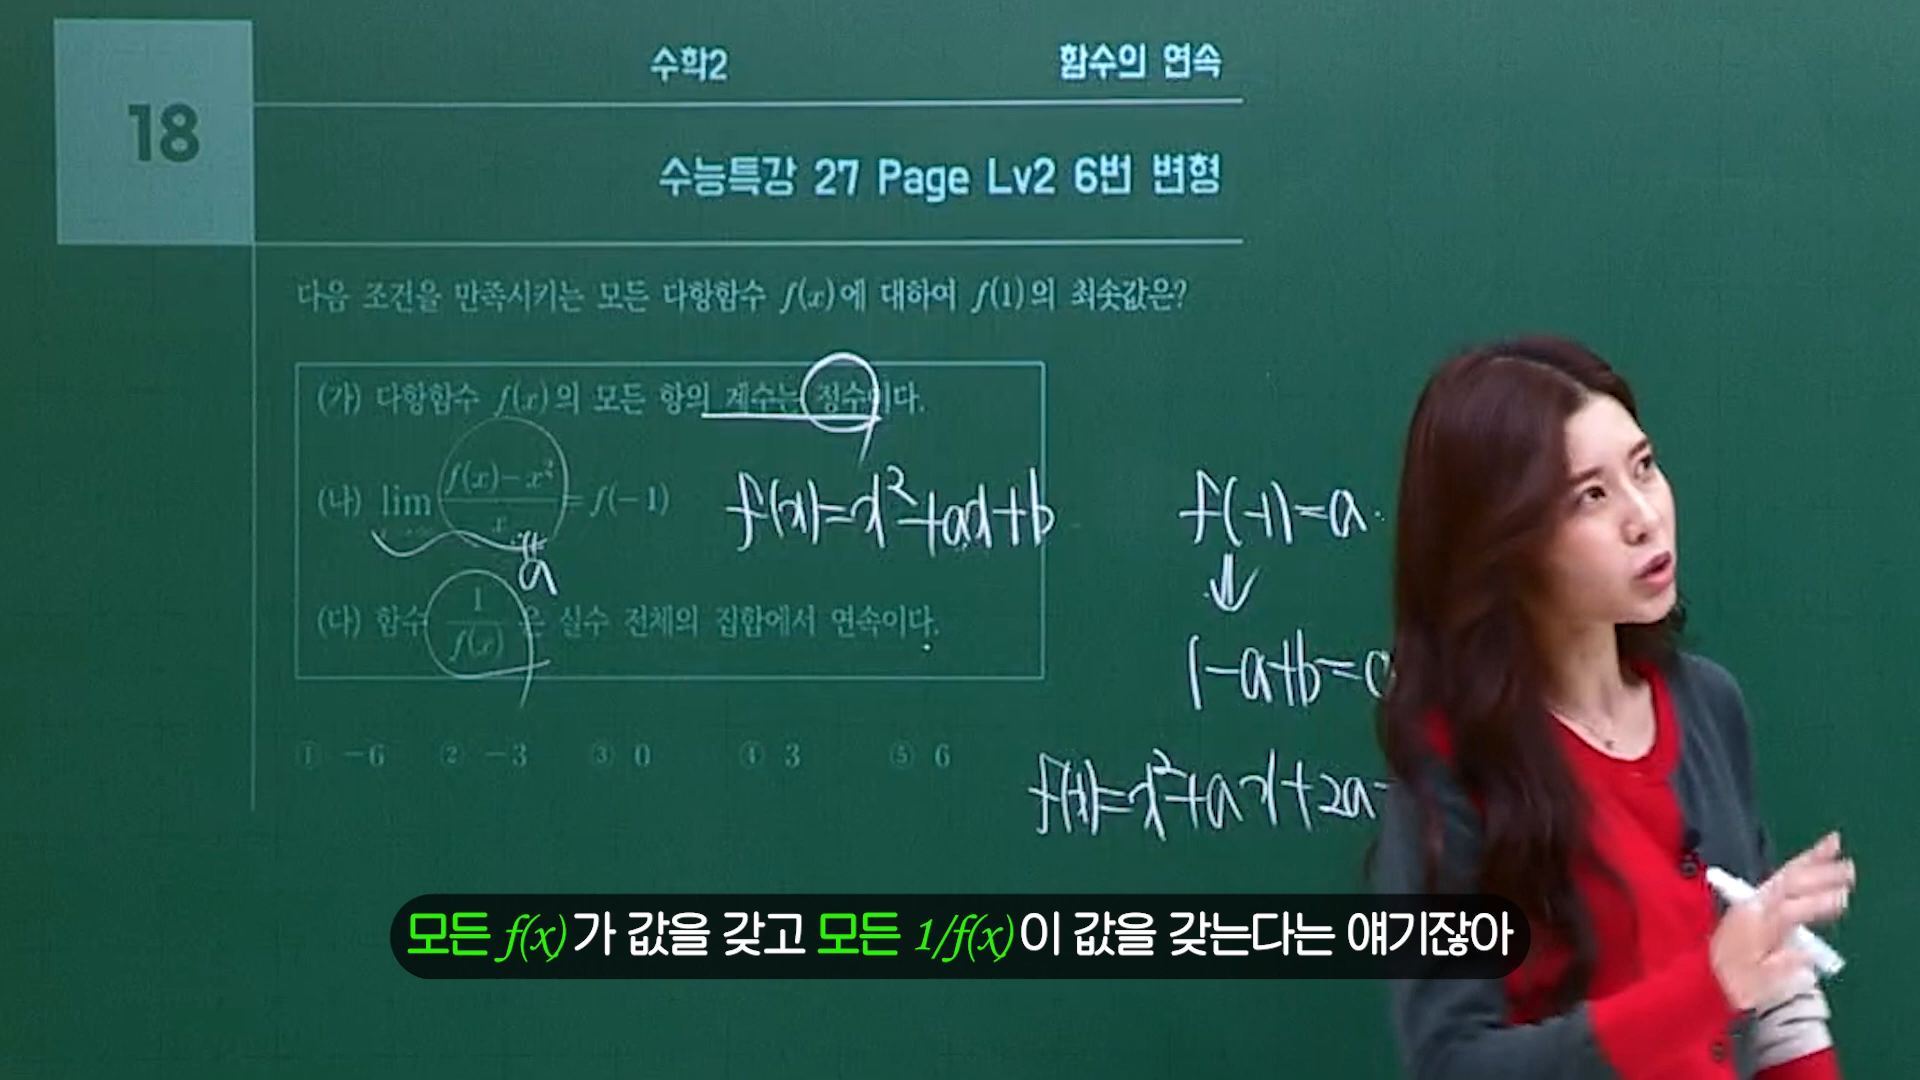 18
수학2
함수의 연속
수능특강 27 Page Lv2 6번 변형
다음 조건을 만족시키는 모든 다항함수 f(x)에 대하여 f(1)의 최솟값은?
(가) 다항함수 f(x)의 모든 항의 계수는 정수이다.
(나) lim (f(x)-x²)/x = f(-1)
a
f(x)=x²+ax+b
f(-1)=a
(다) 함수 1/f(x) 은 실수 전체의 집합에서 연속이다.
1-a+b=
f(x)=x²+ax+2a-
① -6 ② -3 ③ 0 ④ 3 ⑤ 6
모든 f(x)가 값을 갖고 모든 1/f(x)이 값을 갖는다는 얘기잖아